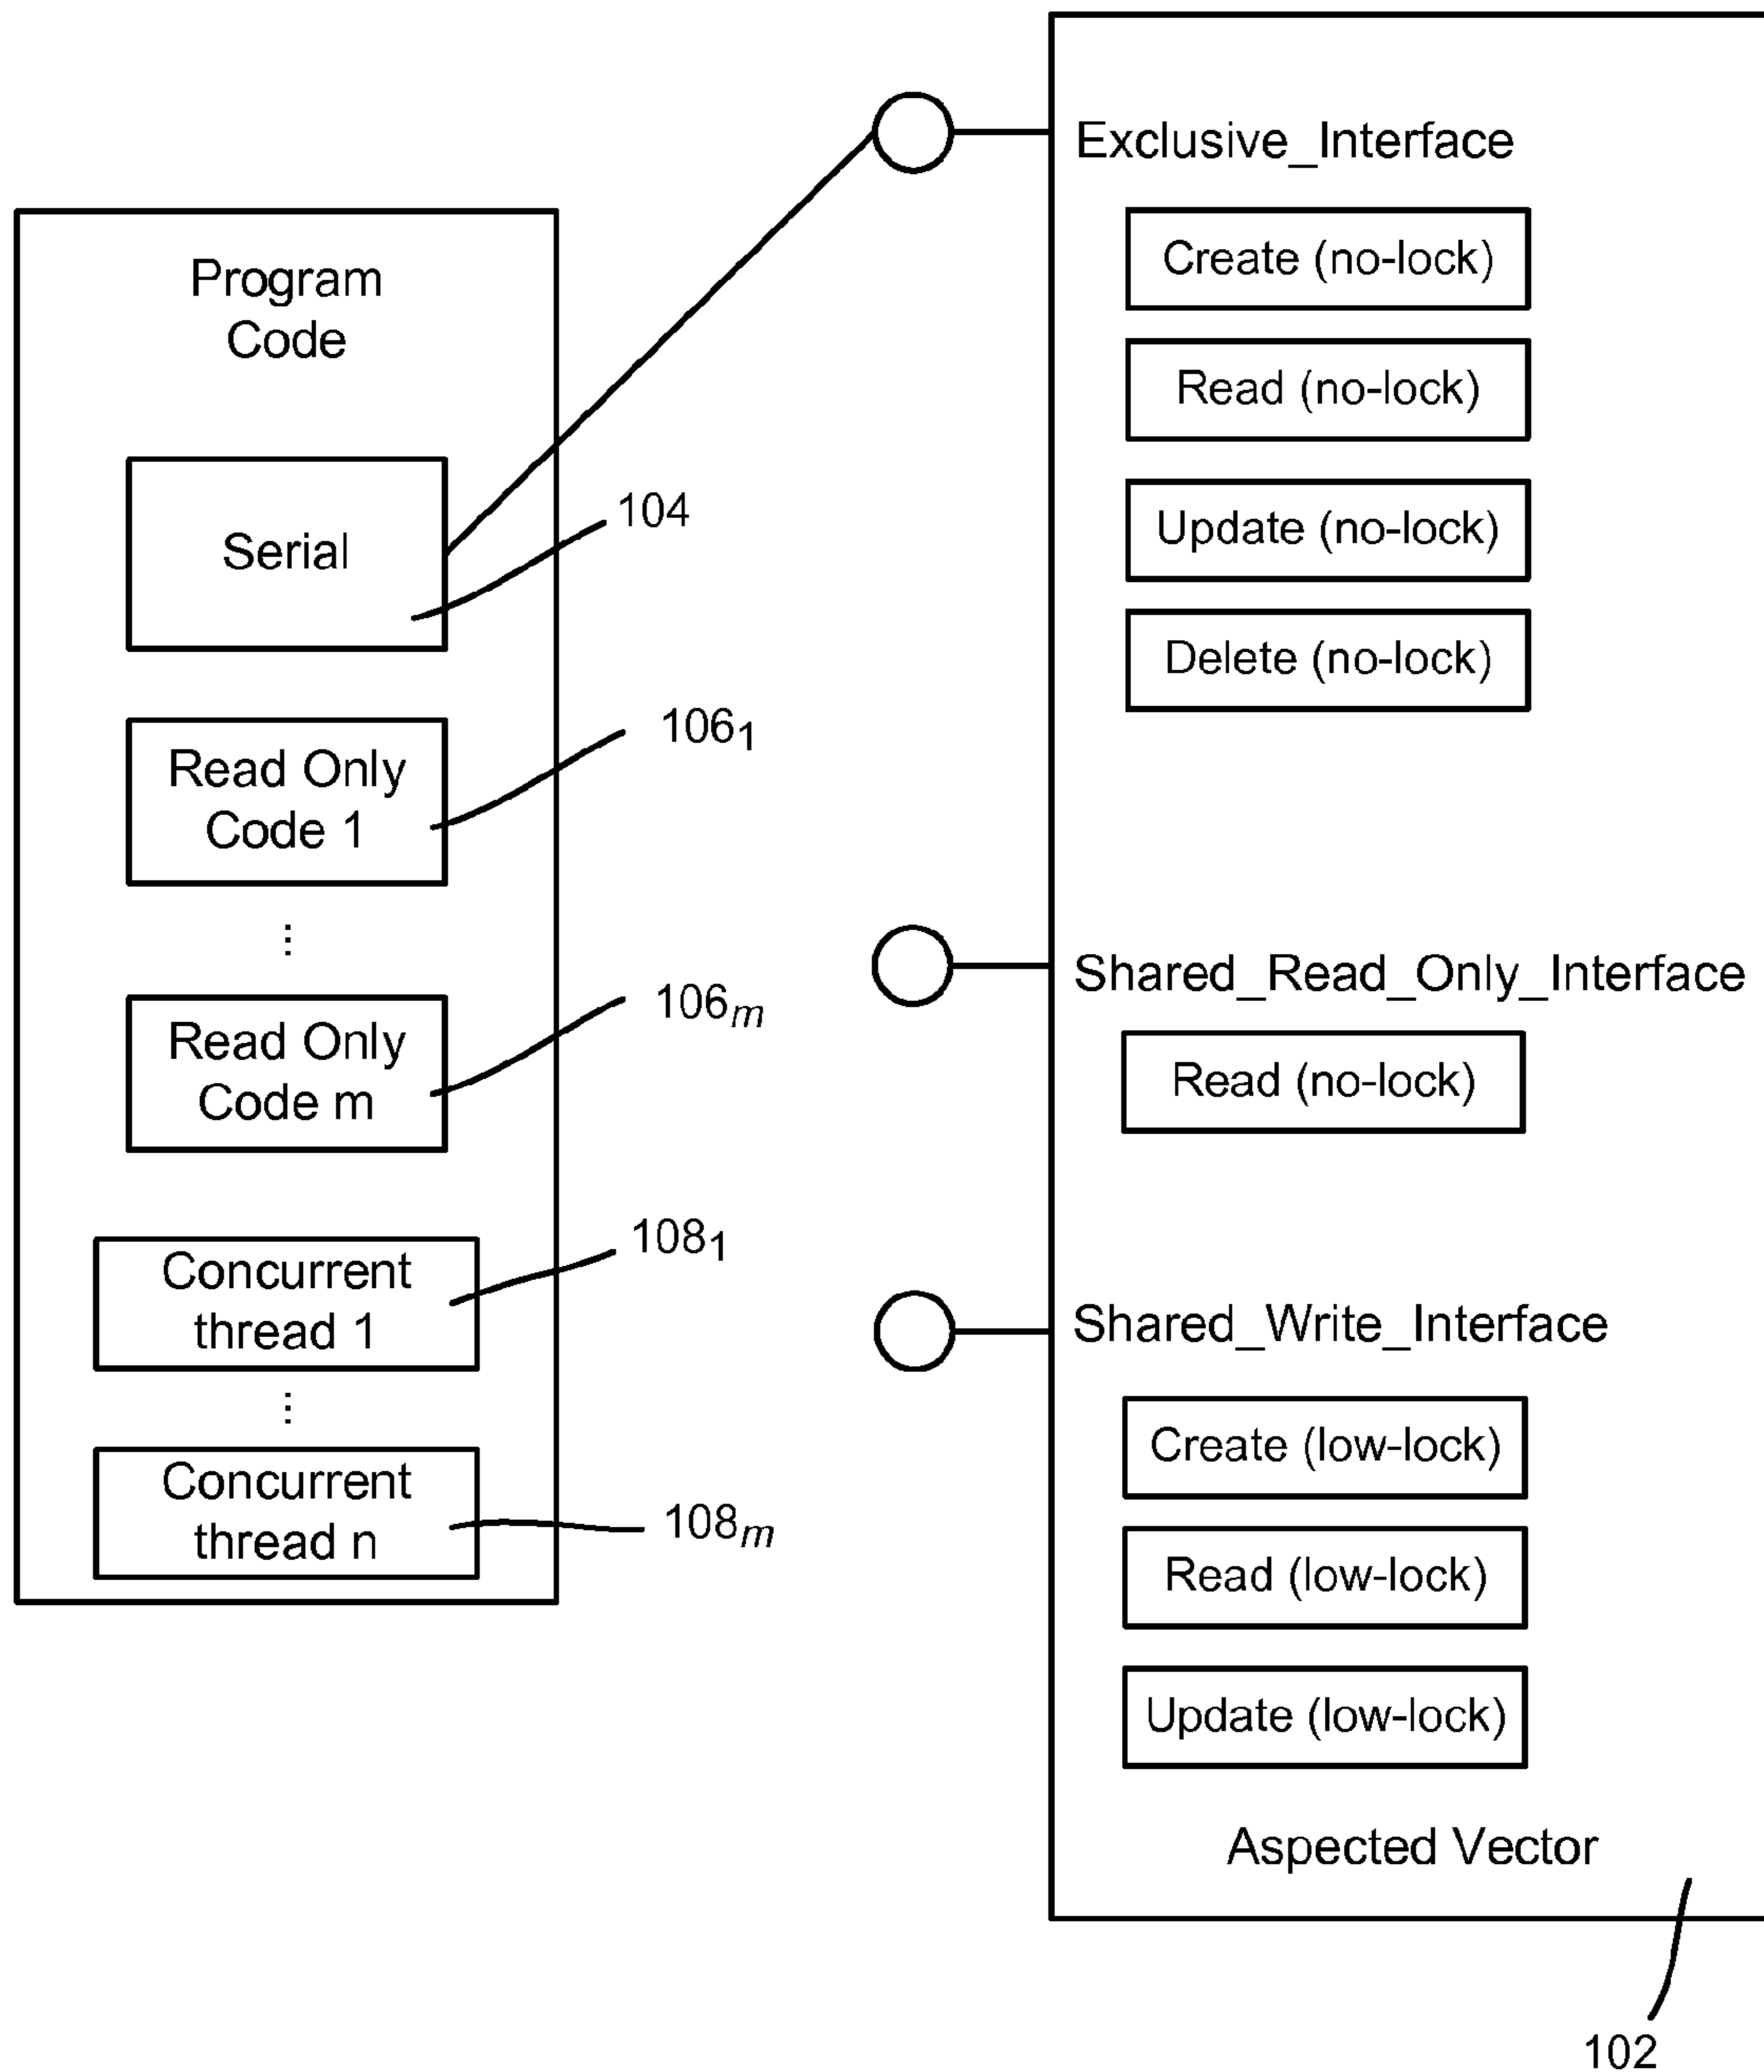 Program
Code
Serial
104
Read Only
Code 1
106₁
⋮
Read Only
Code m
106ₘ
Concurrent
thread 1
108₁
⋮
Concurrent
thread n
108ₘ
Exclusive_Interface
Create (no-lock)
Read (no-lock)
Update (no-lock)
Delete (no-lock)
Shared_Read_Only_Interface
Read (no-lock)
Shared_Write_Interface
Create (low-lock)
Read (low-lock)
Update (low-lock)
Aspected Vector
102